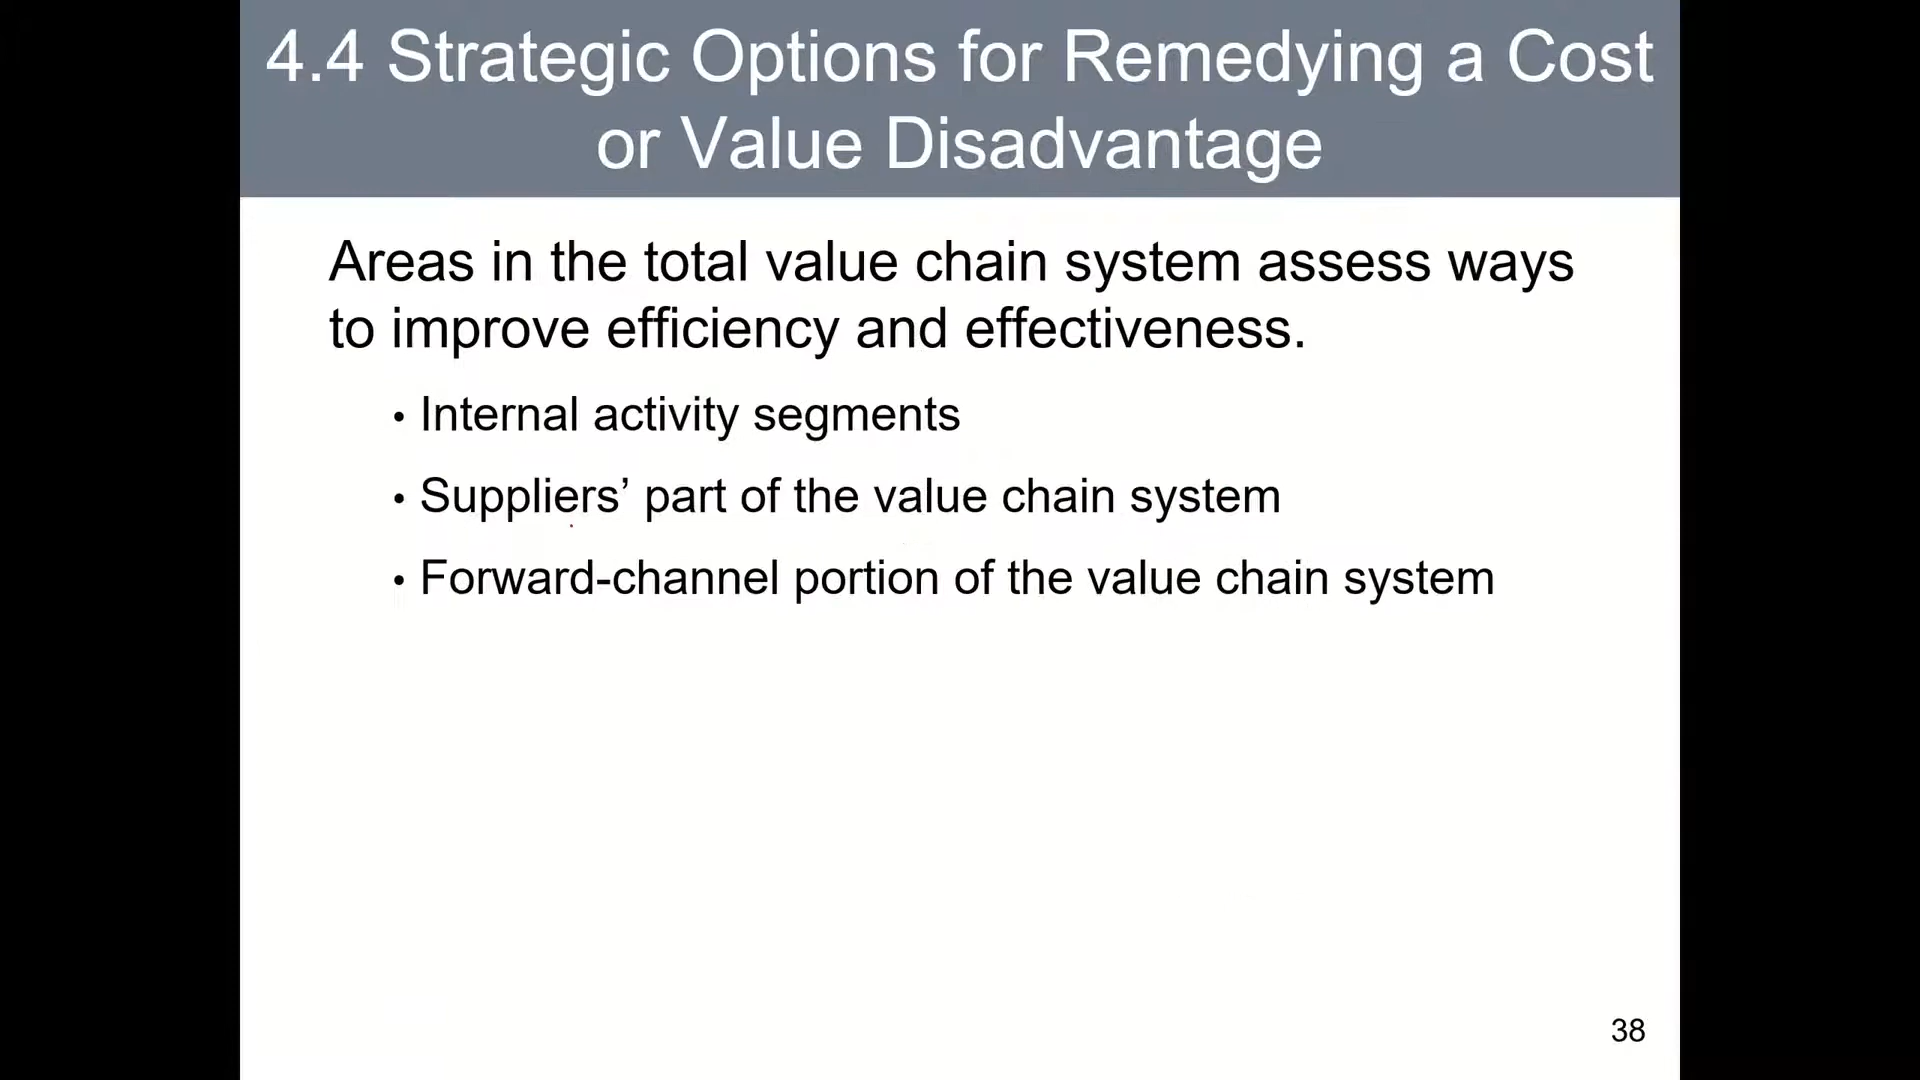 4.4 Strategic Options for Remedying a Cost
or Value Disadvantage
Areas in the total value chain system assess ways
to improve efficiency and effectiveness.
• Internal activity segments
• Suppliers’ part of the value chain system
• Forward-channel portion of the value chain system
38